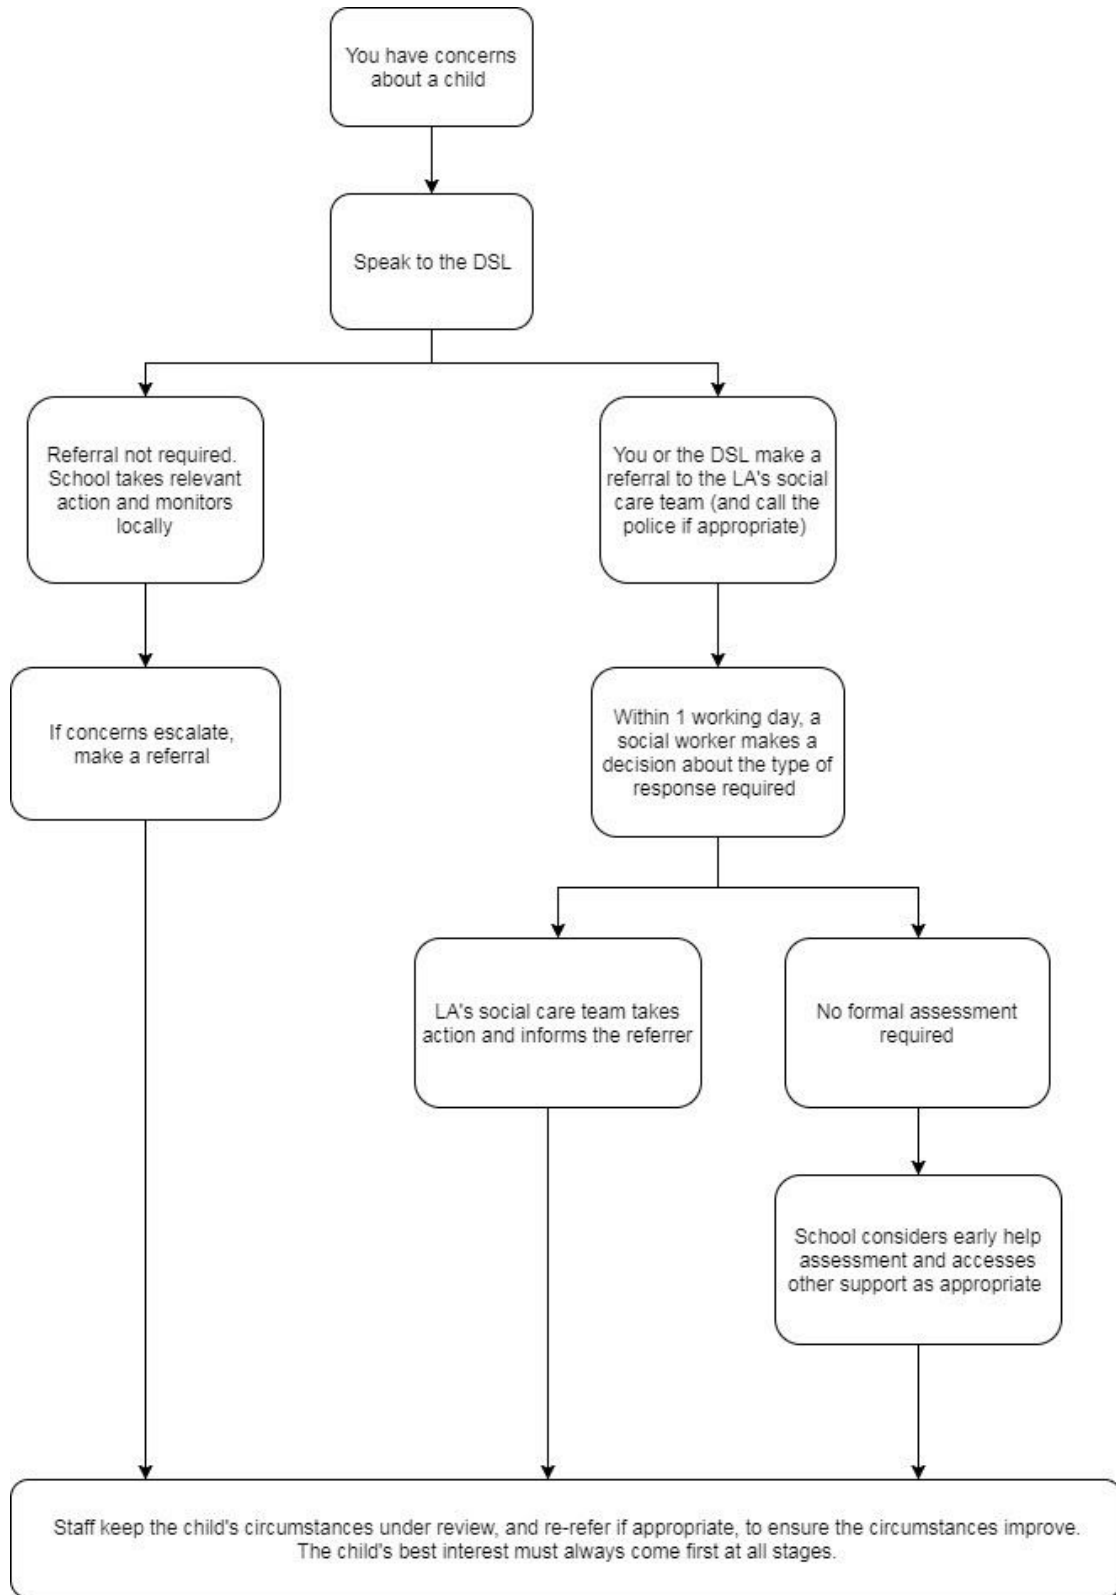 You have concerns
about a child
Speak to the DSL
Referral not required.
School takes relevant
action and monitors
locally
You or the DSL make a
referral to the LA's social
care team (and call the
police if appropriate)
If concerns escalate,
make a referral
Within 1 working day, a
social worker makes a
decision about the type of
response required
LA's social care team takes
action and informs the referrer
No formal assessment
required
School considers early help
assessment and accesses
other support as appropriate
Staff keep the child's circumstances under review, and re-refer if appropriate, to ensure the circumstances improve.
The child's best interest must always come first at all stages.